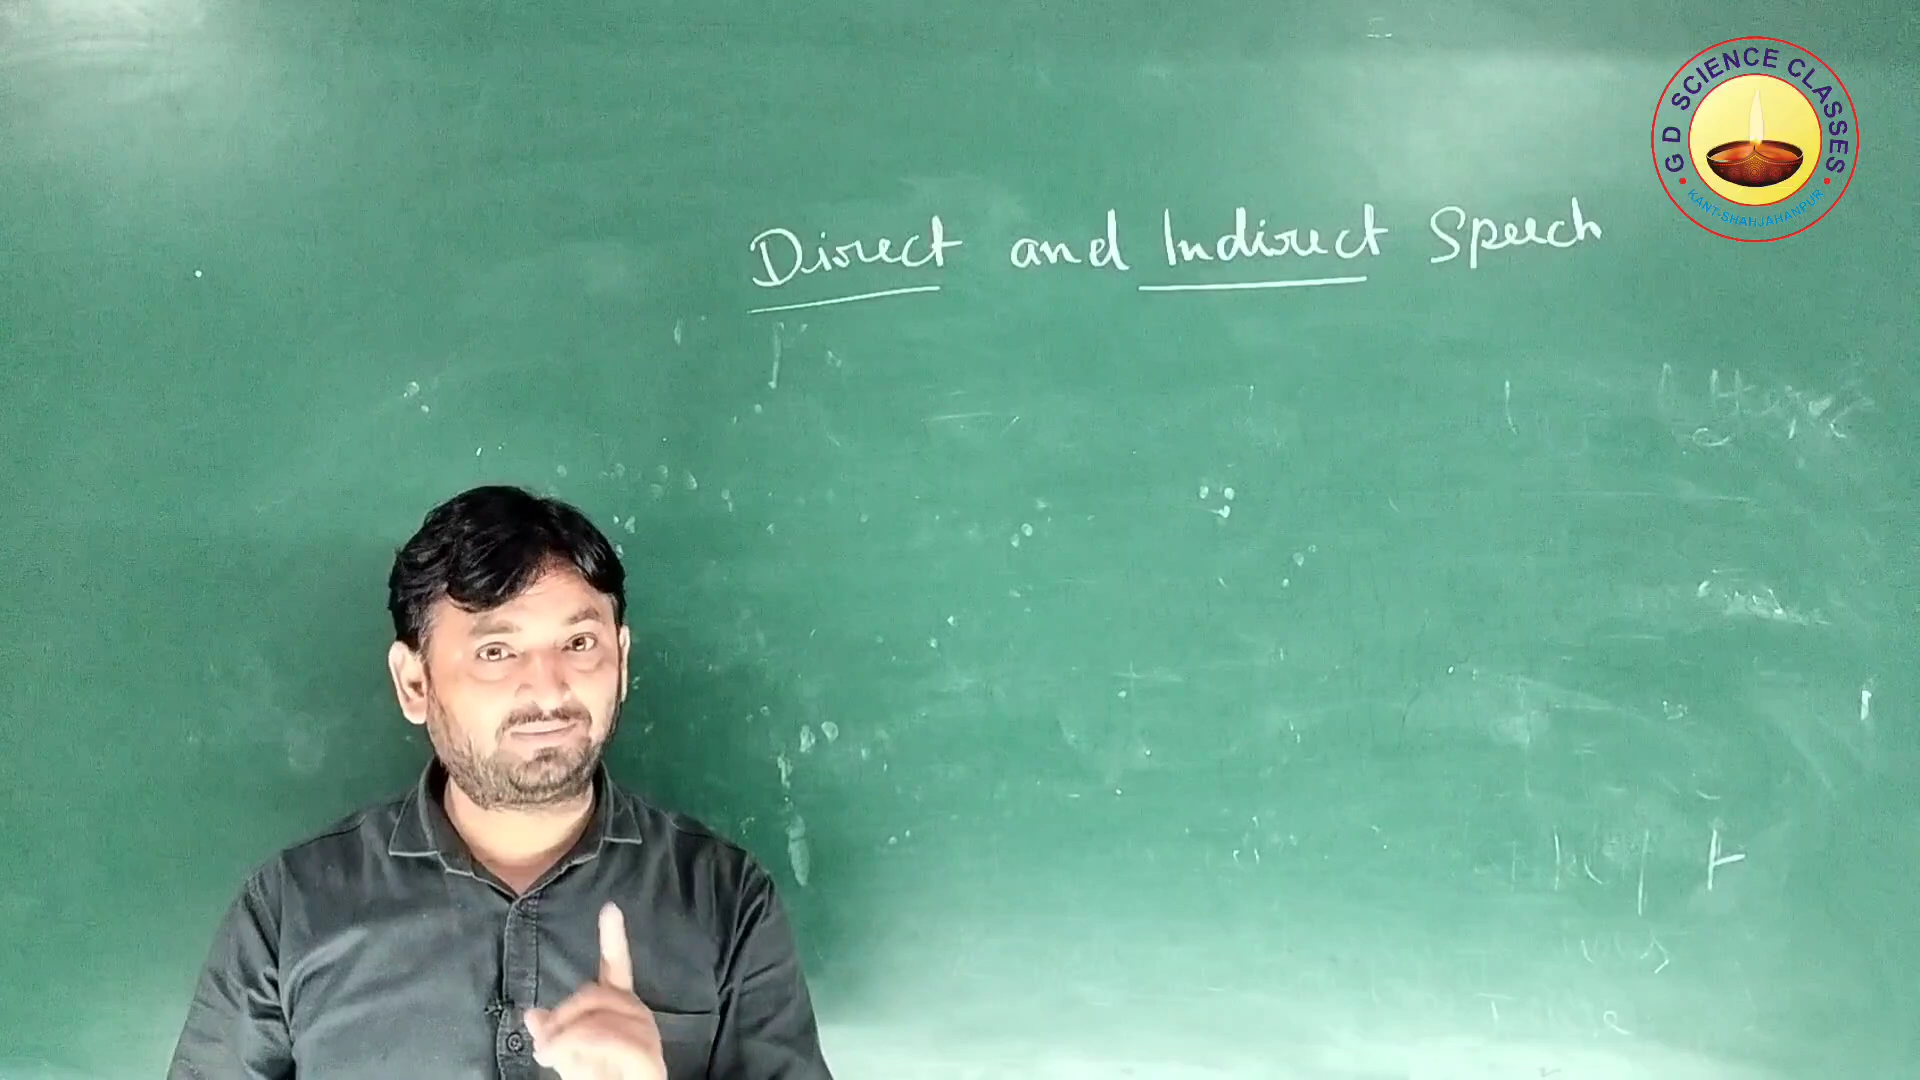 G D SCIENCE CLASSES
KANT-SHAHJAHANPUR
Direct and Indirect Speech